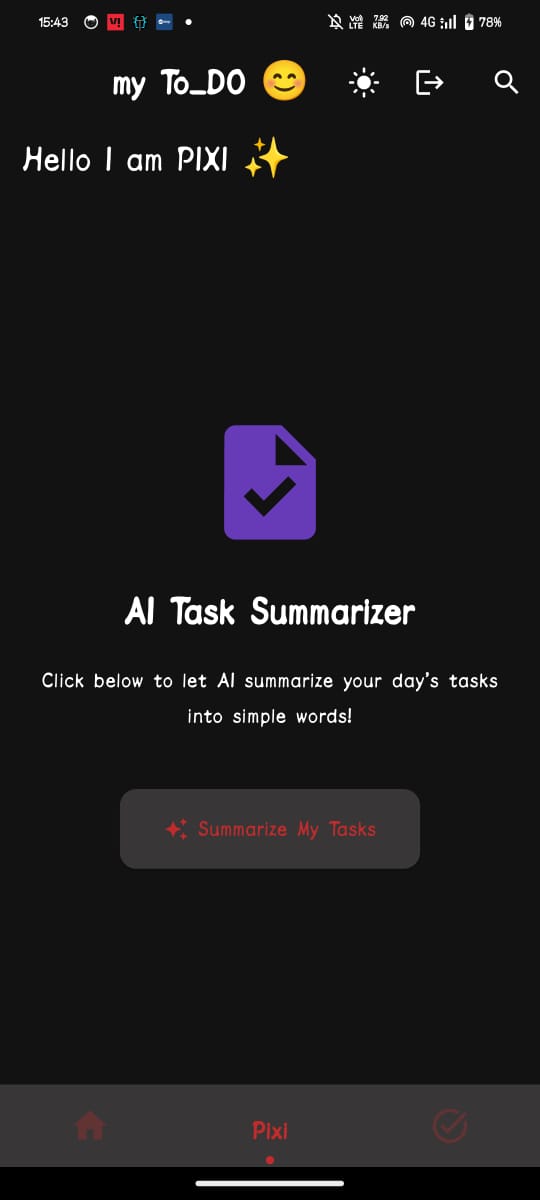 15:43 Vo) LTE 7.92 KB/s 4G 78%
my To_DO 😊
Hello I am PIXI ✨
AI Task Summarizer
Click below to let AI summarize your day's tasks
into simple words!
Summarize My Tasks
Pixi